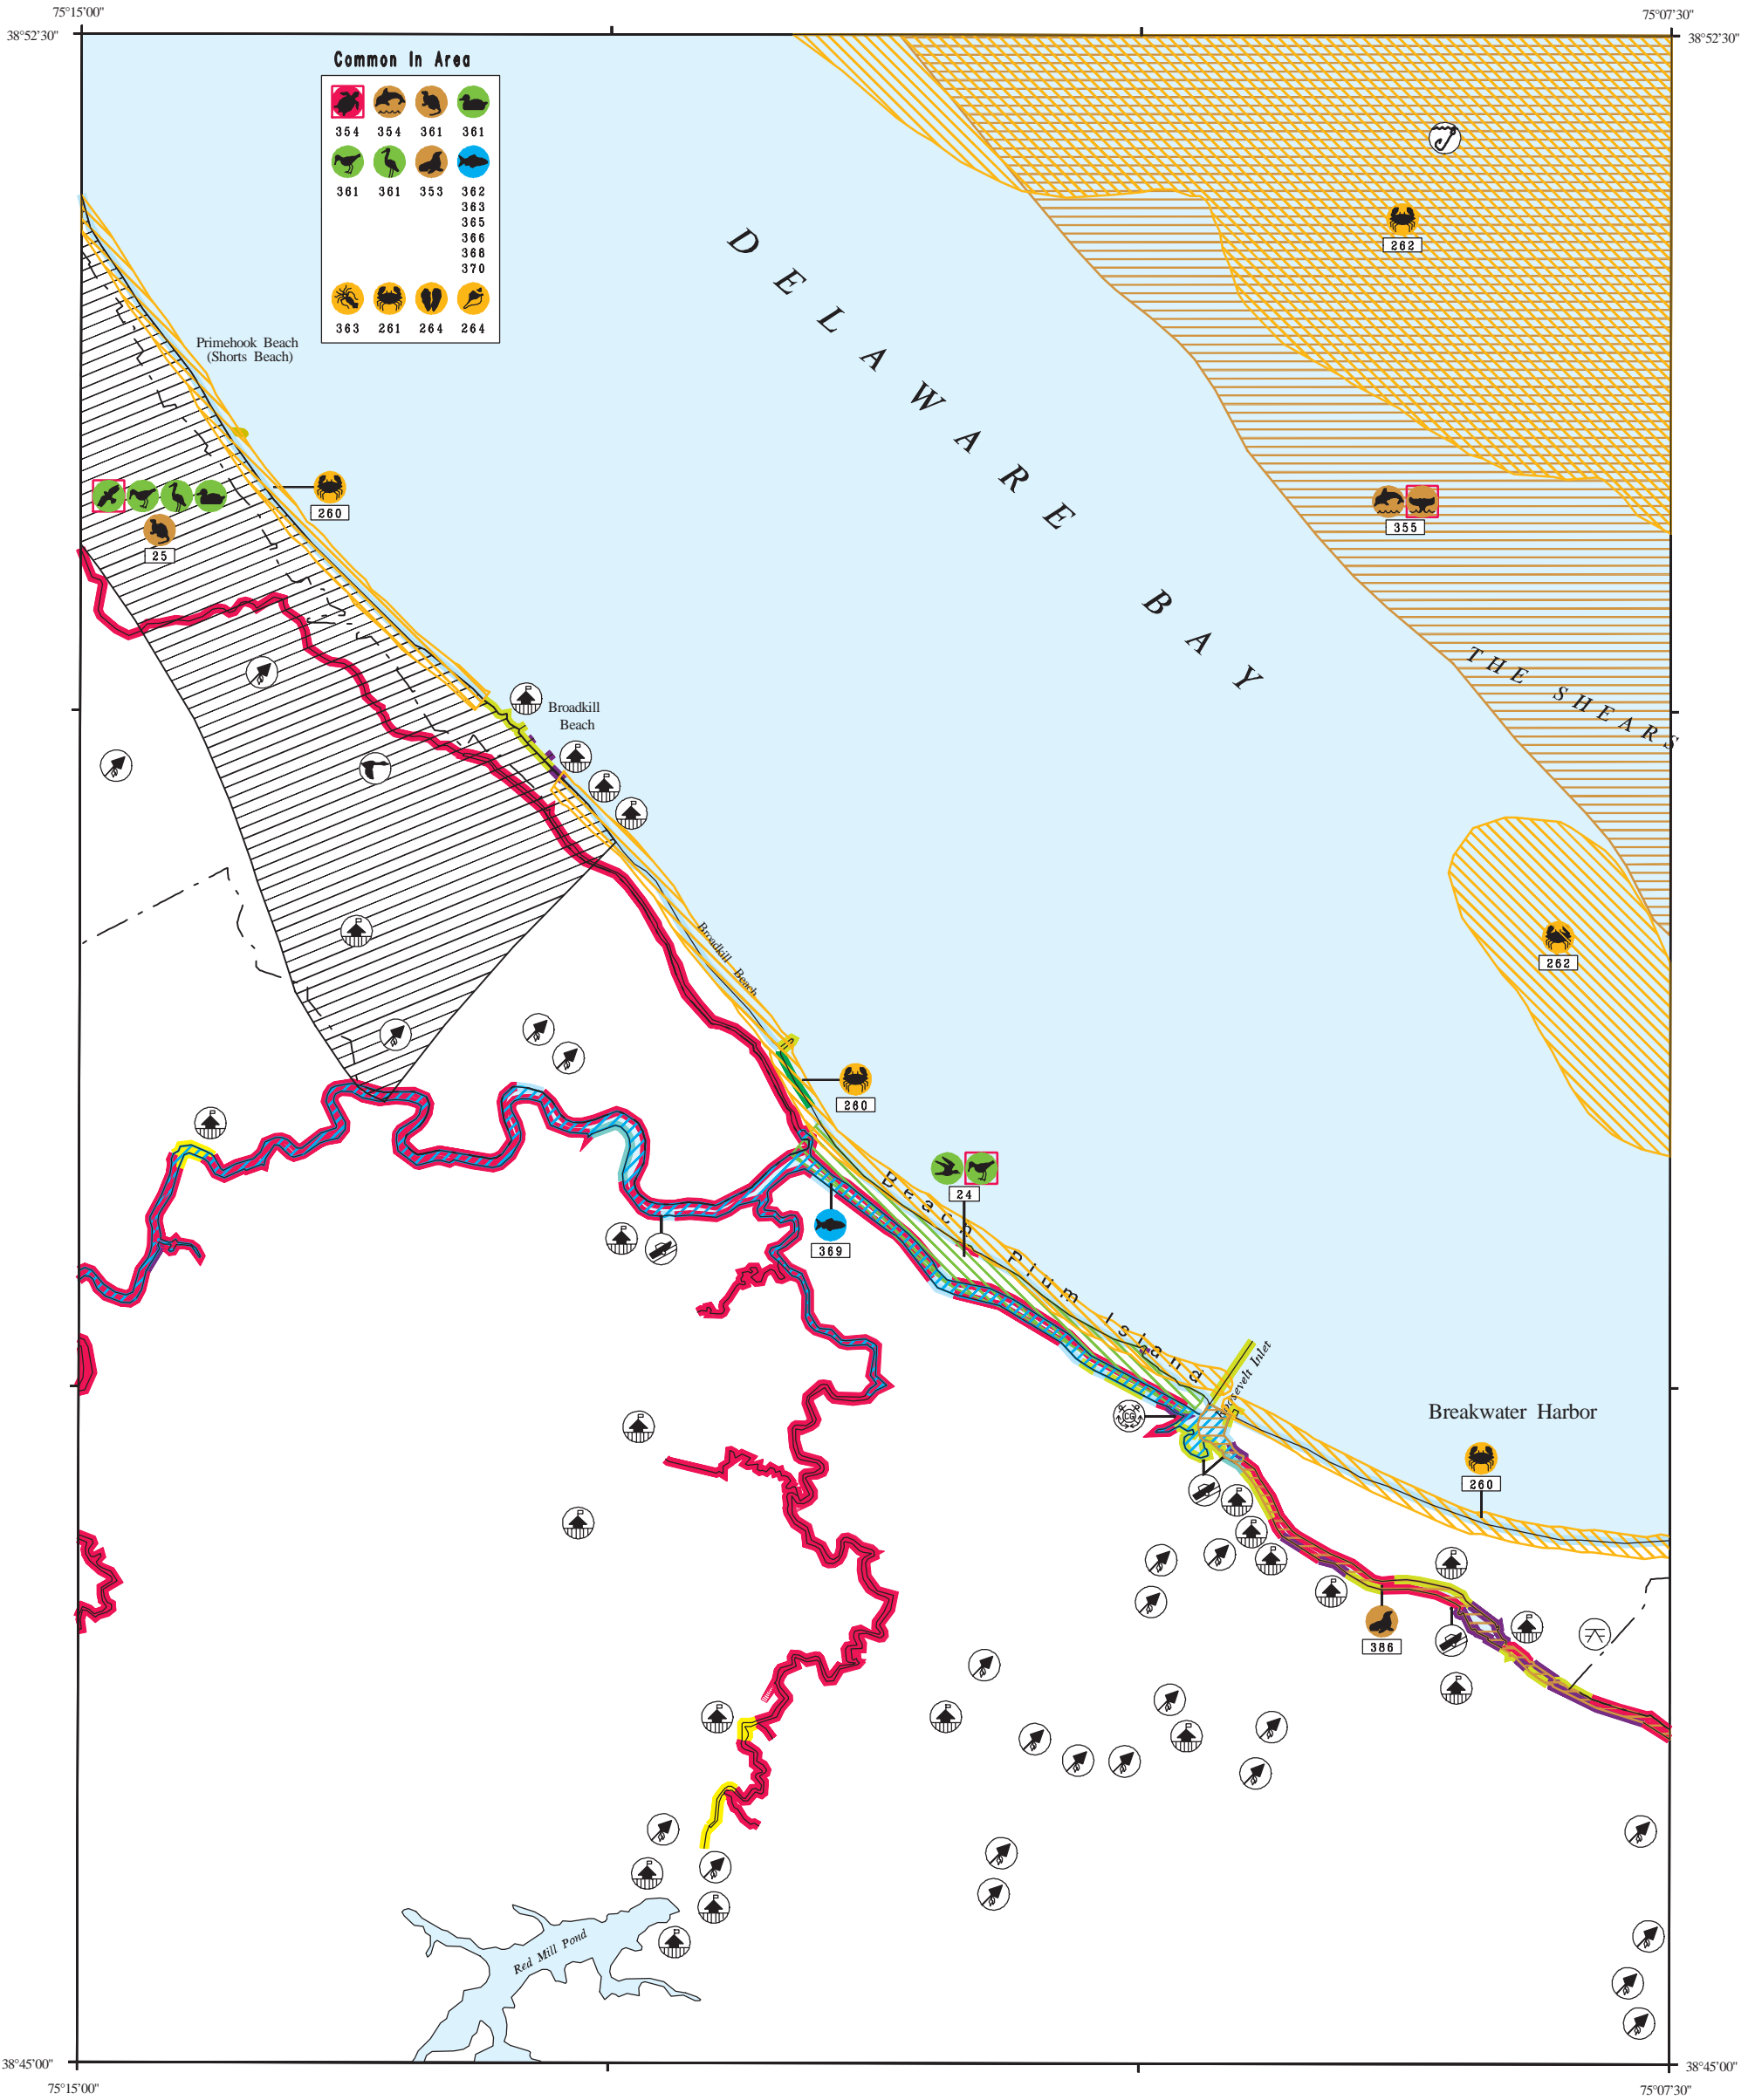 75°15'00"
75°07'30"
38°52'30"
38°52'30"
Common In Area
354 354 361 361
361 361 353 362
363
365
366
368
370
363 261 264 264
262
DELAWARE BAY
Primehook Beach
(Shorts Beach)
260
25
355
THE SHEARS
Broadkill
Beach
Broadkill Beach
262
260
24
Beach Plum Island
369
Roosevelt Inlet
CG
Breakwater Harbor
260
386
Red Mill Pond
38°45'00"
38°45'00"
75°15'00"
75°07'30"